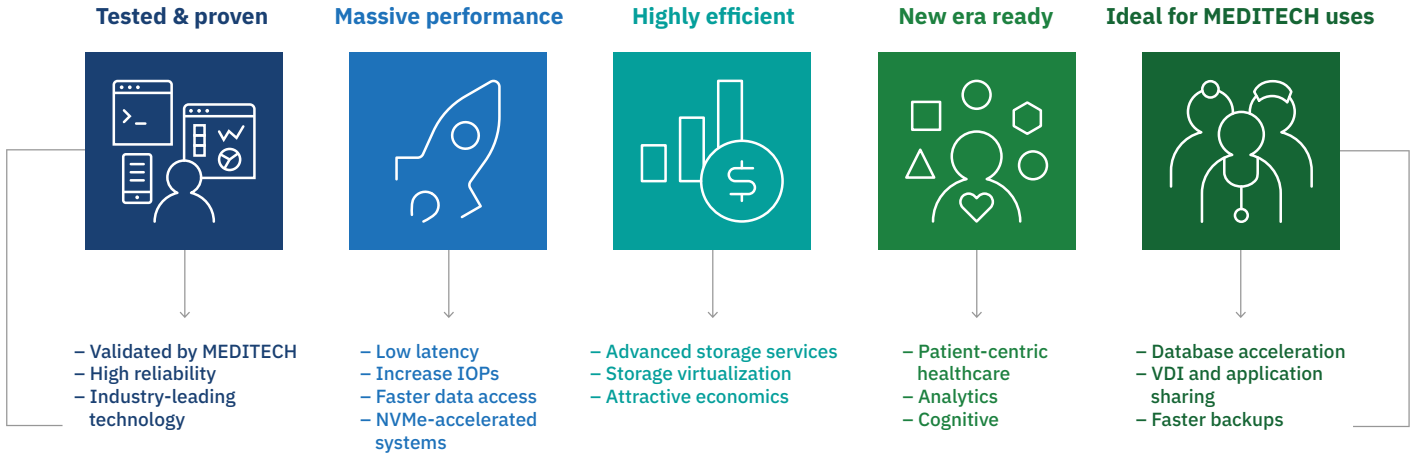 Tested & proven
Massive performance
Highly efficient
New era ready
Ideal for MEDITECH uses
– Validated by MEDITECH
– High reliability
– Industry-leading
technology
– Low latency
– Increase IOPs
– Faster data access
– NVMe-accelerated
systems
– Advanced storage services
– Storage virtualization
– Attractive economics
– Patient-centric
healthcare
– Analytics
– Cognitive
– Database acceleration
– VDI and application
sharing
– Faster backups